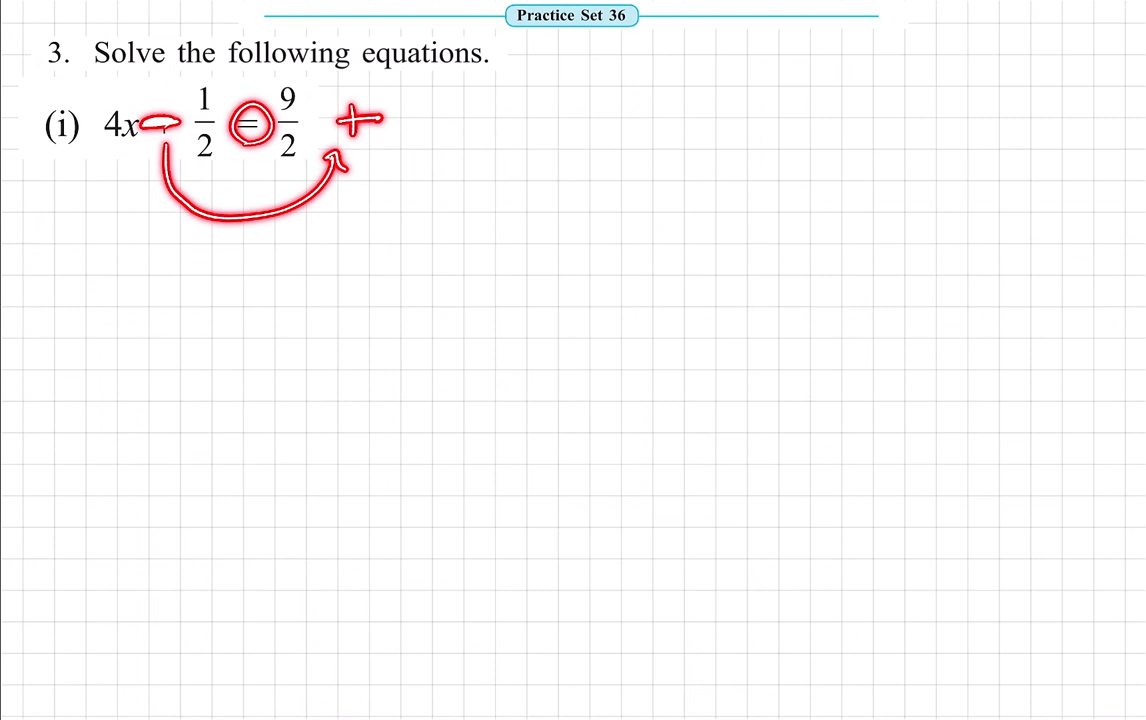 Practice Set 36
3. Solve the following equations.
(i) 4x - 1/2 = 9/2 +